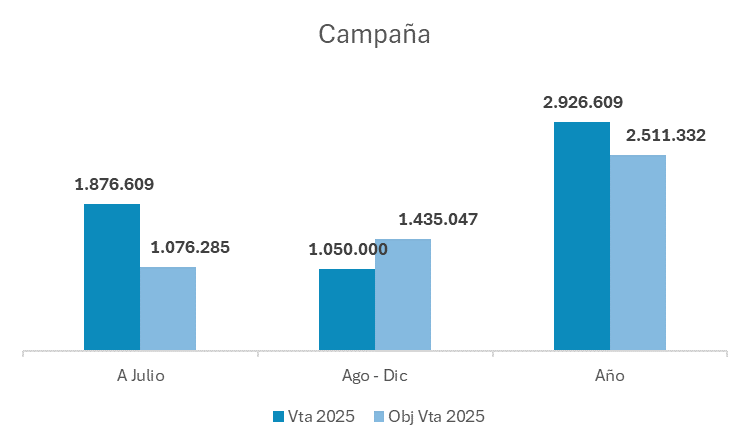 Campaña
2.926.609
2.511.332
1.876.609
1.435.047
1.076.285
1.050.000
A Julio
Ago - Dic
Año
Vta 2025
Obj Vta 2025